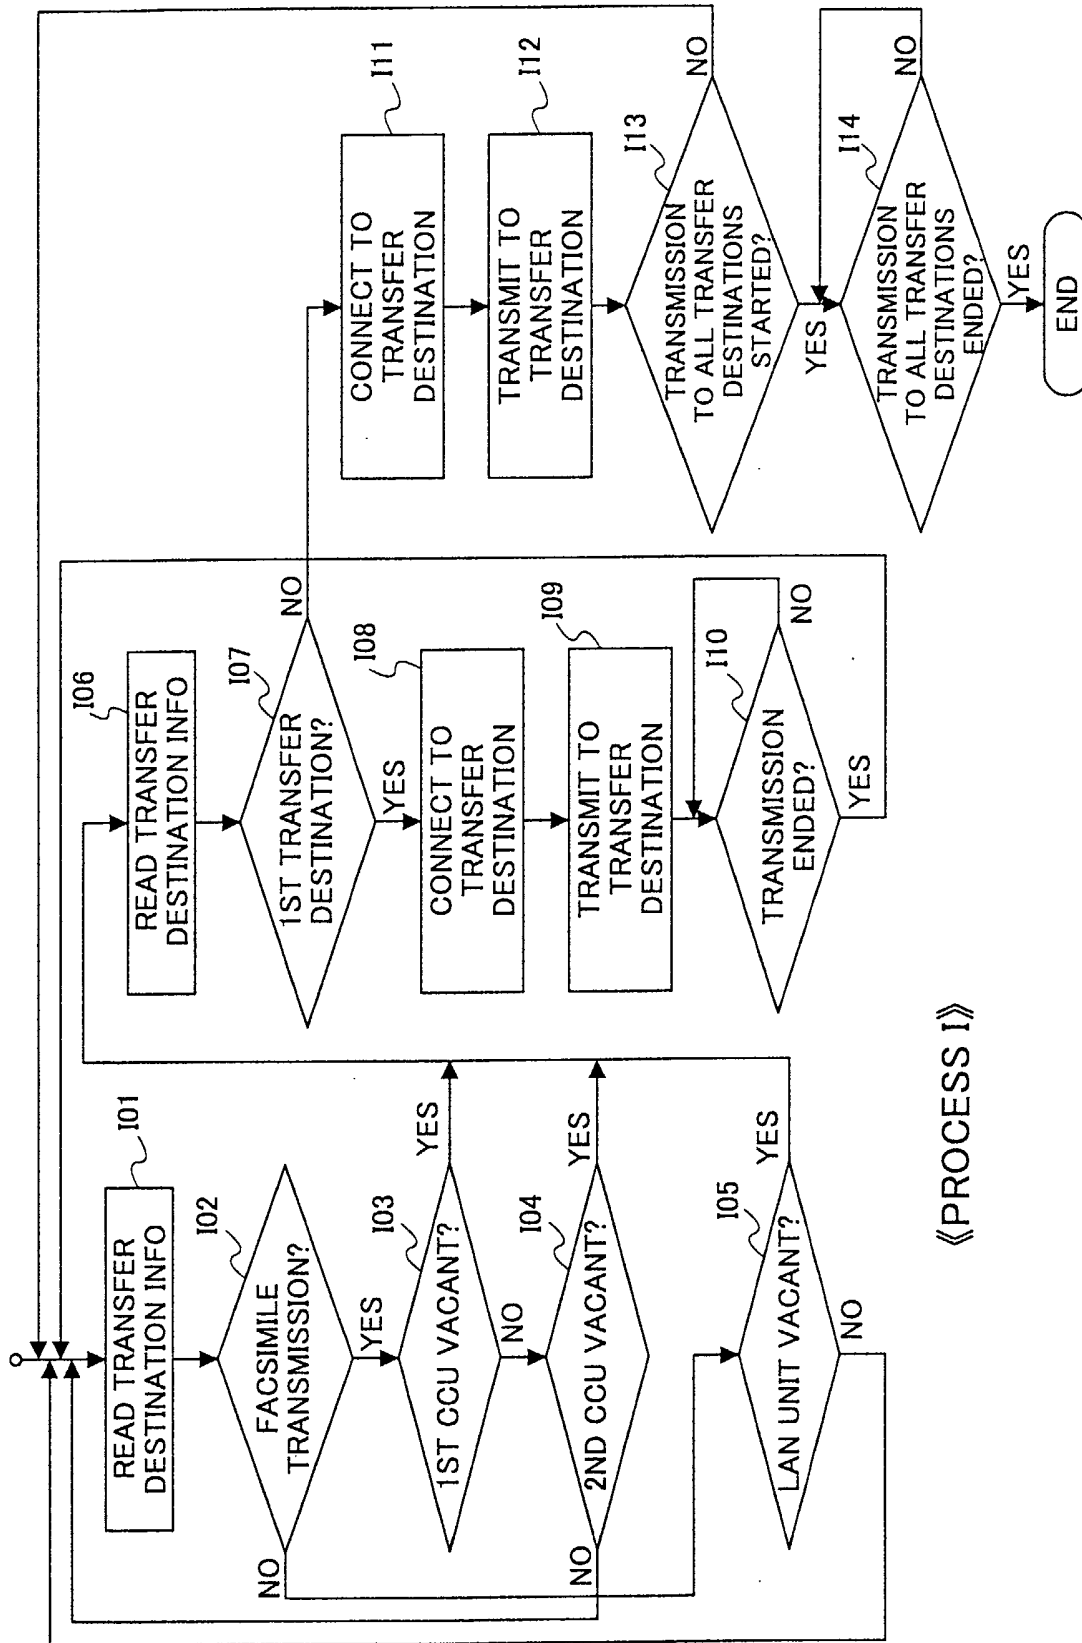 I01
READ TRANSFER
DESTINATION INFO
I02
FACSIMILE
TRANSMISSION?
NO
YES
I03
1ST CCU VACANT?
YES
NO
I04
2ND CCU VACANT?
YES
NO
I05
LAN UNIT VACANT?
YES
NO
I06
READ TRANSFER
DESTINATION INFO
I07
1ST TRANSFER
DESTINATION?
NO
YES
I08
CONNECT TO
TRANSFER
DESTINATION
I09
TRANSMIT TO
TRANSFER
DESTINATION
I10
TRANSMISSION
ENDED?
NO
YES
I11
CONNECT TO
TRANSFER
DESTINATION
I12
TRANSMIT TO
TRANSFER
DESTINATION
I13
TRANSMISSION
TO ALL TRANSFER
DESTINATIONS
STARTED?
NO
YES
I14
TRANSMISSION
TO ALL TRANSFER
DESTINATIONS
ENDED?
NO
YES
END
《PROCESS I》